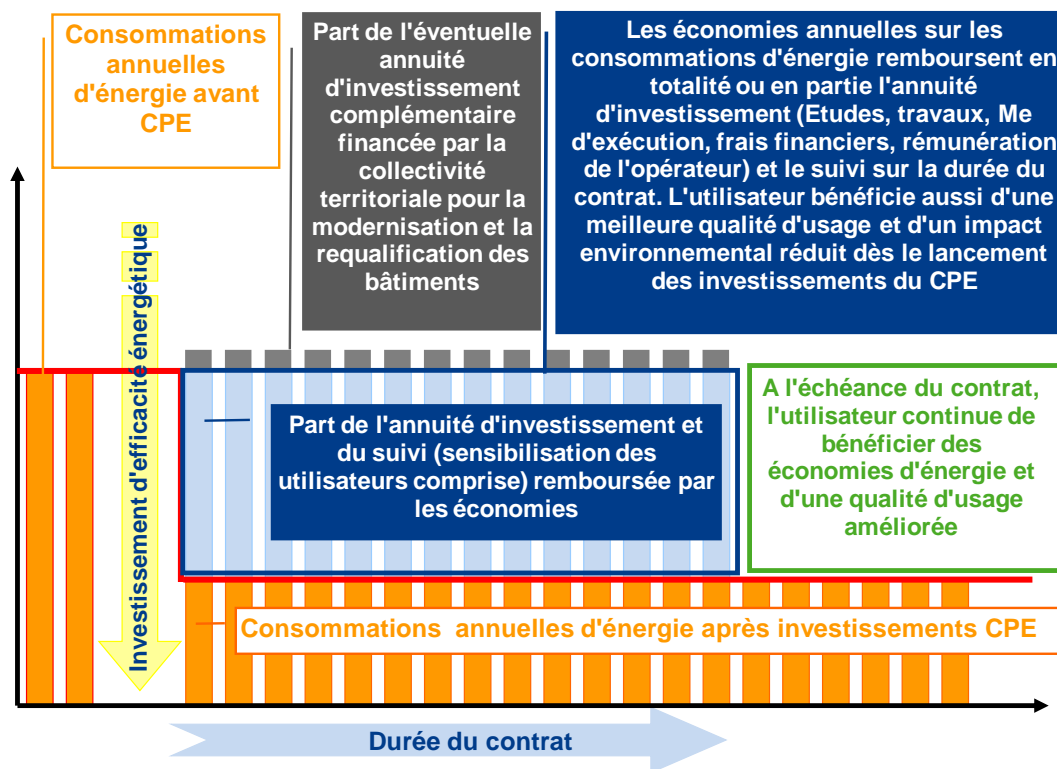 Consommations
annuelles
d'énergie avant
CPE
Part de l'éventuelle
annuité
d'investissement
complémentaire
financée par la
collectivité
territoriale pour la
modernisation et la
requalification des
bâtiments
Les économies annuelles sur les
consommations d'énergie remboursent en
totalité ou en partie l'annuité
d'investissement (Etudes, travaux, Me
d'exécution, frais financiers, rémunération
de l'opérateur) et le suivi sur la durée du
contrat. L'utilisateur bénéficie aussi d'une
meilleure qualité d'usage et d'un impact
environnemental réduit dès le lancement
des investissements du CPE
Investissement d'efficacité énergétique
Part de l'annuité d'investissement et
du suivi (sensibilisation des
utilisateurs comprise) remboursée par
les économies
A l'échéance du contrat,
l'utilisateur continue de
bénéficier des
économies d'énergie et
d'une qualité d'usage
améliorée
Consommations annuelles d'énergie après investissements CPE
Durée du contrat